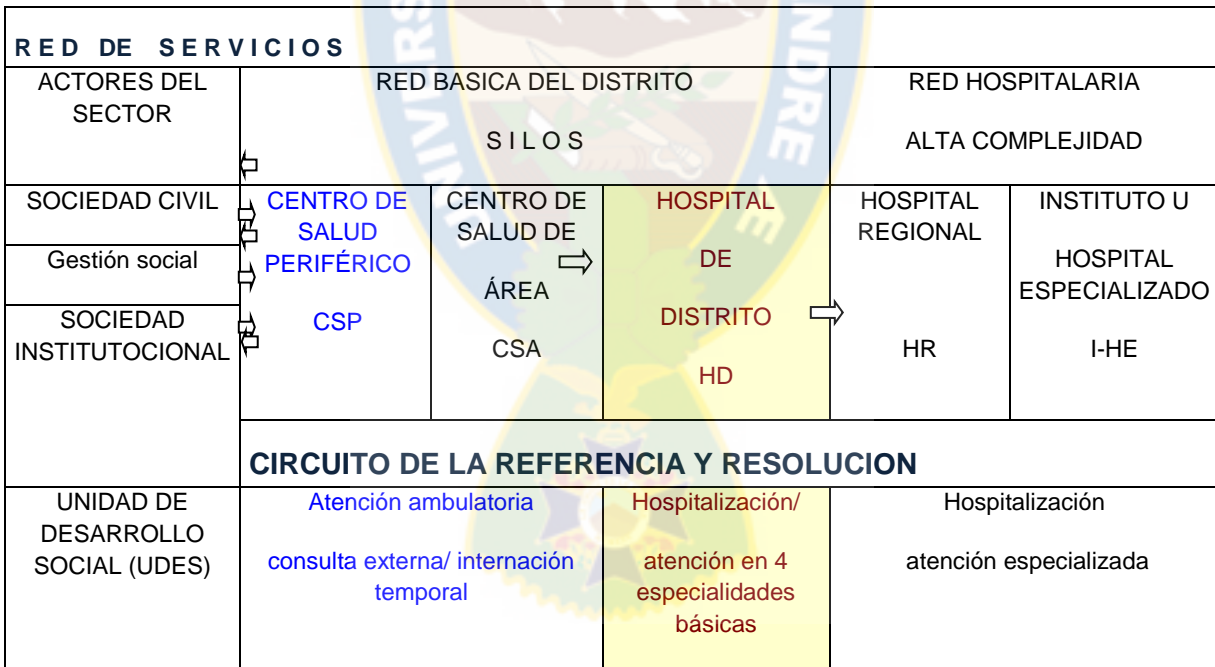 RED DE SERVICIOS
ACTORES DEL
SECTOR
RED BASICA DEL DISTRITO
SILOS
RED HOSPITALARIA
ALTA COMPLEJIDAD
SOCIEDAD CIVIL
Gestión social
SOCIEDAD
INSTITUTOCIONAL
CENTRO DE
SALUD
PERIFÉRICO
CSP
CENTRO DE
SALUD DE
ÁREA
CSA
HOSPITAL
DE
DISTRITO
HD
HOSPITAL
REGIONAL
HR
INSTITUTO U
HOSPITAL
ESPECIALIZADO
I-HE
CIRCUITO DE LA REFERENCIA Y RESOLUCION
UNIDAD DE
DESARROLLO
SOCIAL (UDES)
Atención ambulatoria
consulta externa/ internación
temporal
Hospitalización/
atención en 4
especialidades
básicas
Hospitalización
atención especializada